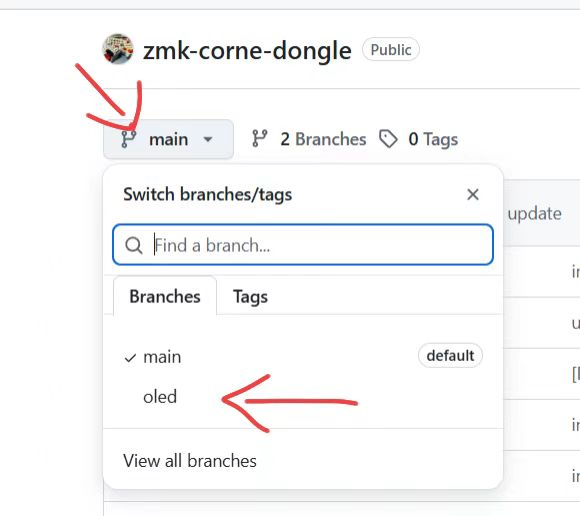 zmk-corne-dongle Public
main 2 Branches 0 Tags
Switch branches/tags
update
Find a branch...
Branches Tags
main default
oled
View all branches